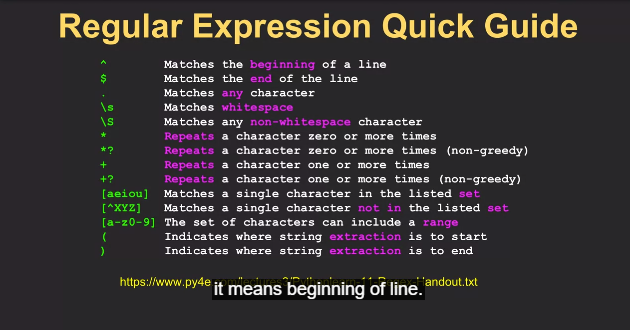 Regular Expression Quick Guide
^ Matches the beginning of a line
$ Matches the end of the line
. Matches any character
\s Matches whitespace
\S Matches any non-whitespace character
* Repeats a character zero or more times
*? Repeats a character zero or more times (non-greedy)
+ Repeats a character one or more times
+? Repeats a character one or more times (non-greedy)
[aeiou] Matches a single character in the listed set
[^XYZ] Matches a single character not in the listed set
[a-z0-9] The set of characters can include a range
( Indicates where string extraction is to start
) Indicates where string extraction is to end
https://www.py4e
it means beginning of line.